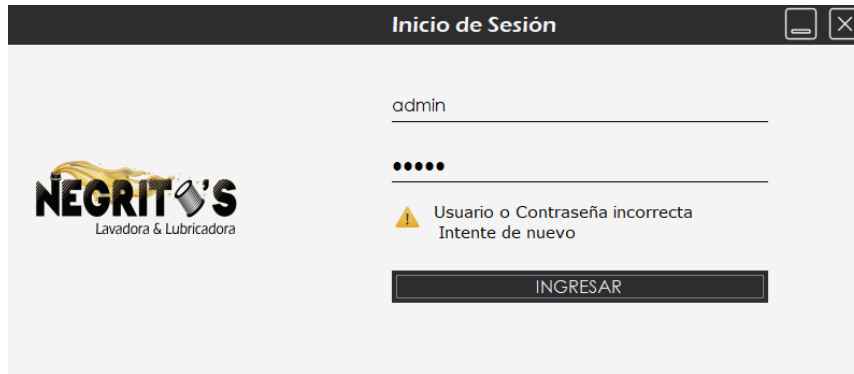 Inicio de Sesión
admin
•••••
NEGRITO'S
Lavadora & Lubricadora
Usuario o Contraseña incorrecta
Intente de nuevo
INGRESAR